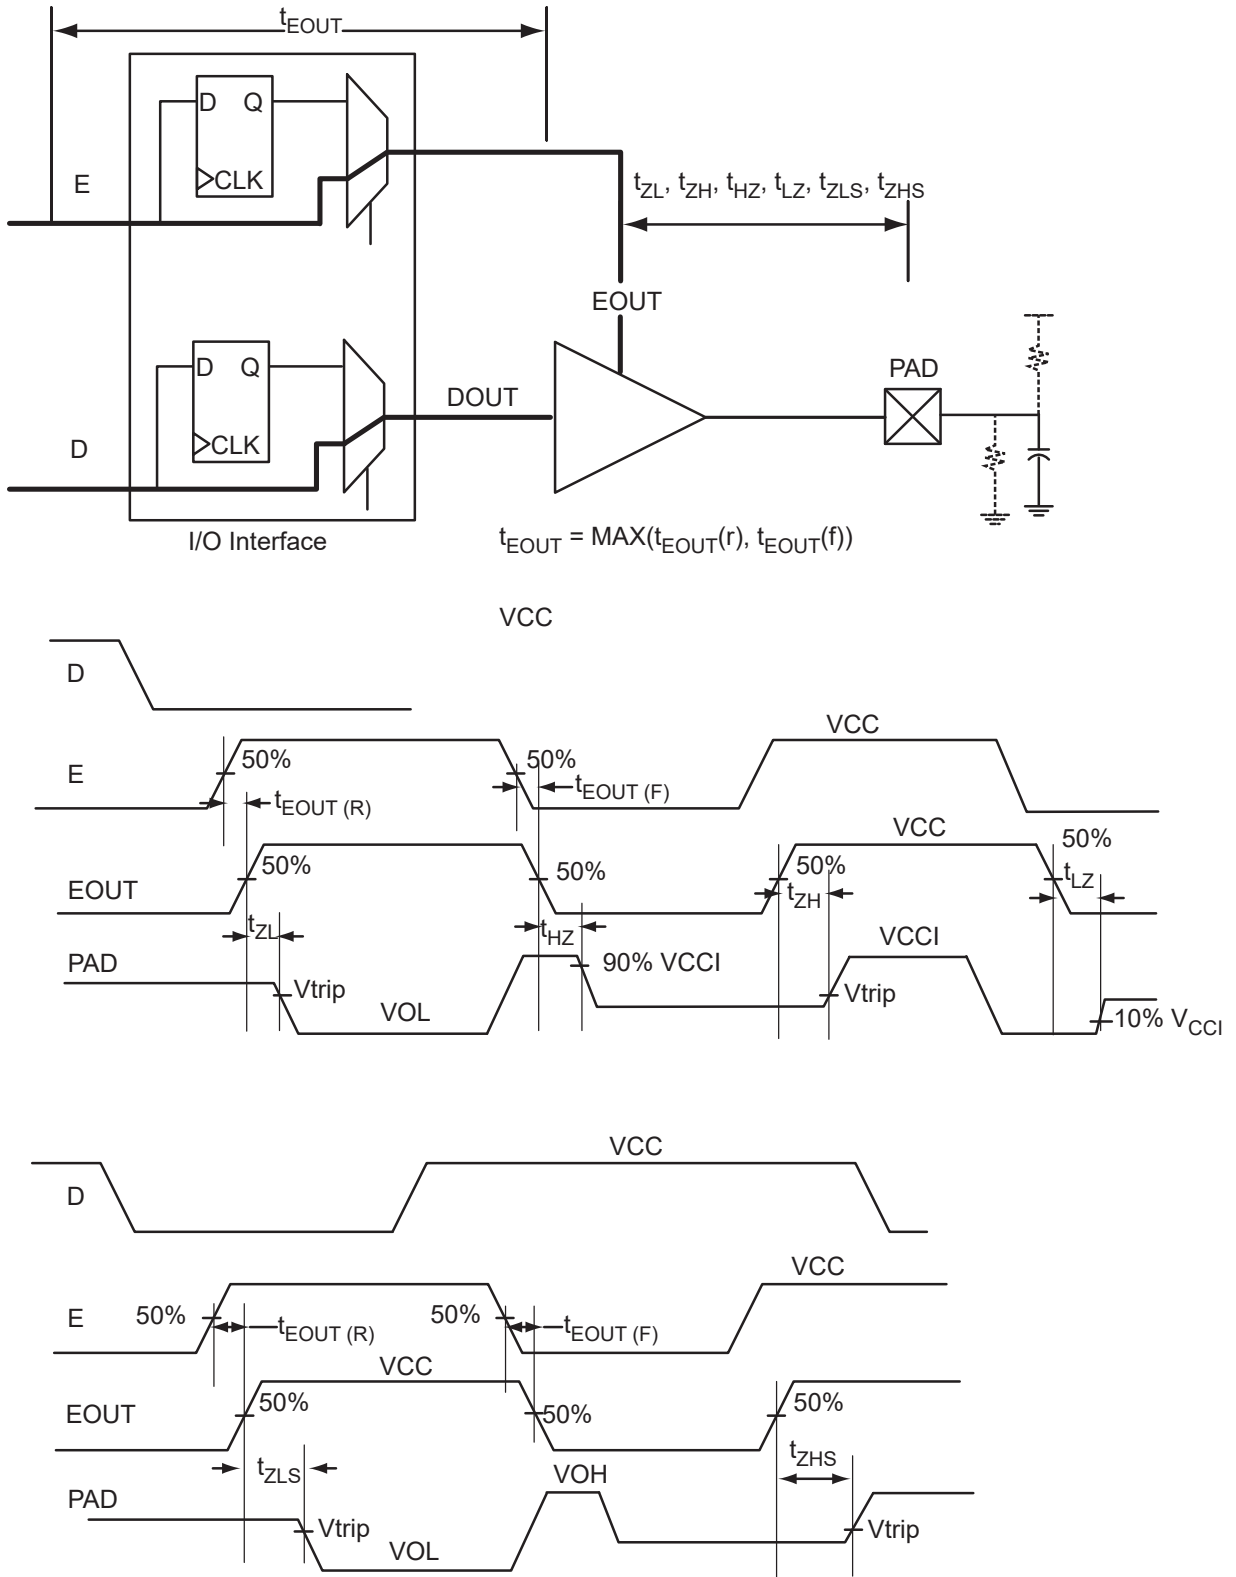 tEOUT
D Q
CLK
E
tZL, tZH, tHZ, tLZ, tZLS, tZHS
EOUT
D Q
CLK
D
DOUT
PAD
I/O Interface
tEOUT = MAX(tEOUT(r), tEOUT(f))
VCC
D
VCC
E
50%
50%
tEOUT (R)
tEOUT (F)
VCC
50%
EOUT
50%
50%
50%
tZH
tLZ
tZL
tHZ
VCCI
PAD
90% VCCI
Vtrip
Vtrip
VOL
10% VCCI
VCC
D
VCC
E
50%
50%
tEOUT (R)
tEOUT (F)
VCC
EOUT
50%
50%
50%
tZLS
tZHS
VOH
PAD
Vtrip
Vtrip
VOL